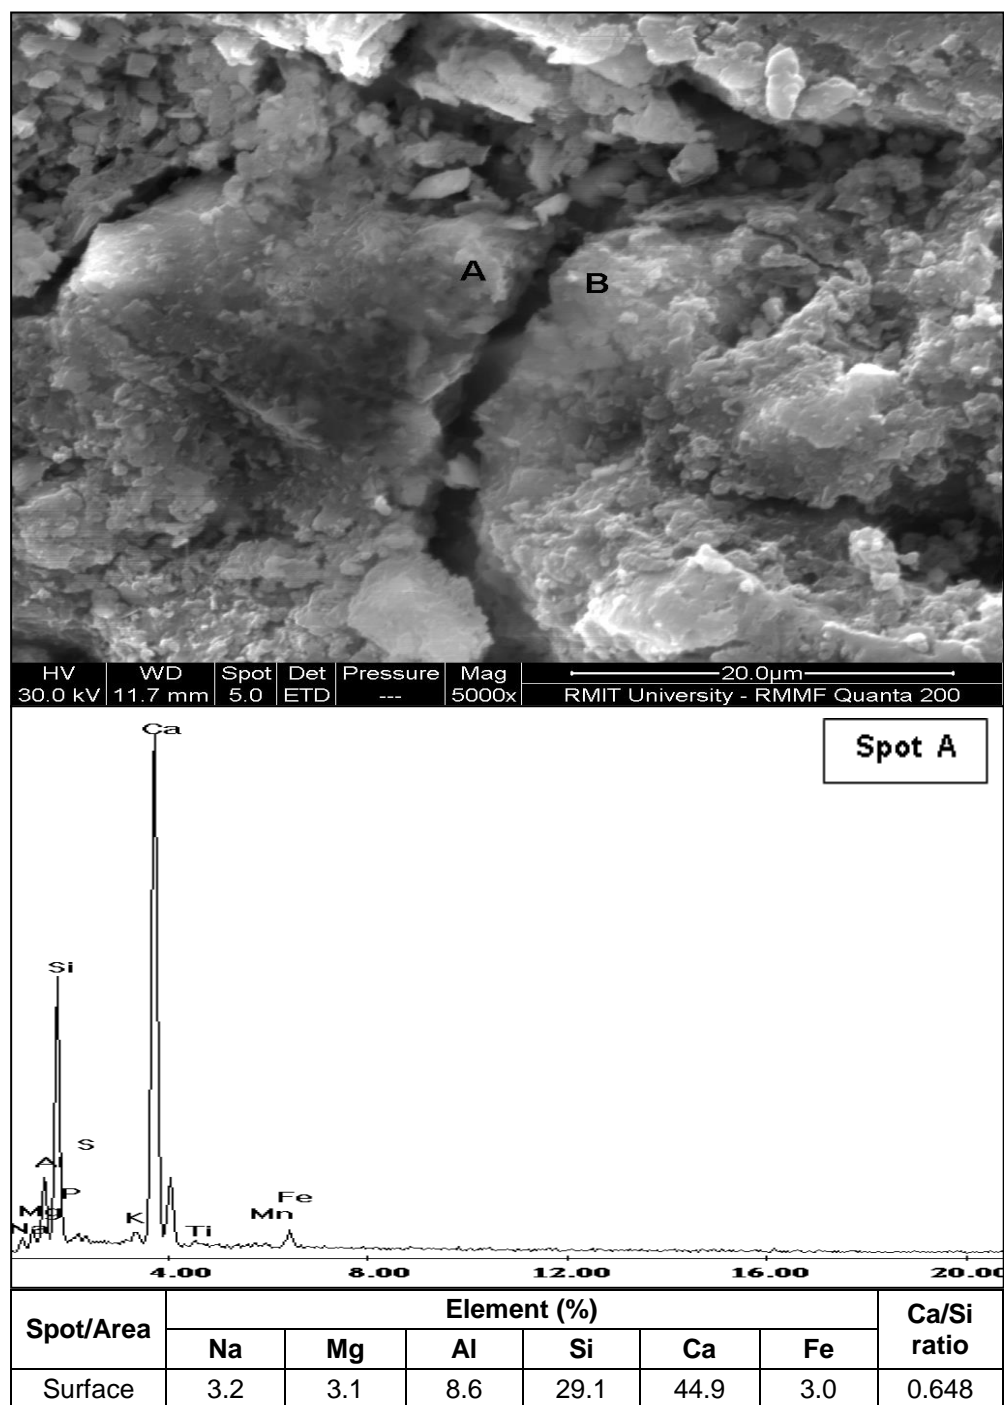 A B
HV WD Spot Det Pressure Mag 20.0µm
30.0 kV 11.7 mm 5.0 ETD --- 5000x RMIT University - RMMF Quanta 200
Ca
Spot A
Si
S
Al
P
Mg
Na
K
Ti
Mn
Fe
4.00 8.00 12.00 16.00 20.00
Spot/Area Element (%) Ca/Si ratio
Na Mg Al Si Ca Fe
Surface 3.2 3.1 8.6 29.1 44.9 3.0 0.648